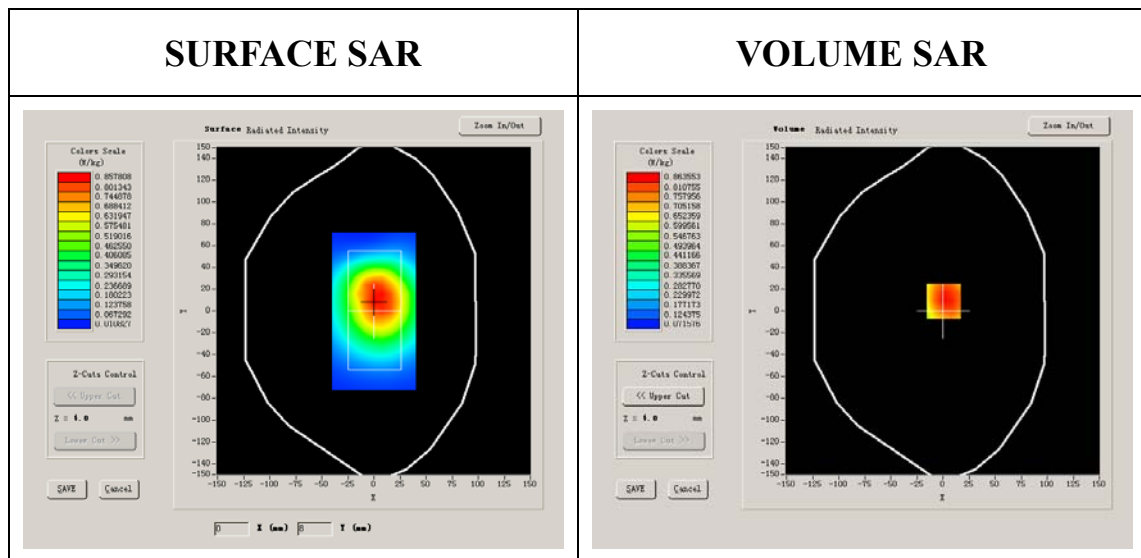 SURFACE SAR
Surface Radiated Intensity
Zoom In/Out
Colors Scale
(W/kg)
0.857808
0.801343
0.744878
0.688412
0.631947
0.575481
0.519016
0.462550
0.406085
0.349620
0.293154
0.236689
0.180223
0.123758
0.067292
0.010827
150
140
120
100
80
60
40
20
0
-20
-40
-60
-80
-100
-120
-140
-150
Y
-150 -125 -100 -75 -50 -25 0 25 50 75 100 125 150
X
Z-Cuts Control
<< Upper Cut
Z = 4.0 mm
Lower Cut >>
SAVE Cancel
0 X (mm) 8 Y (mm)
VOLUME SAR
Volume Radiated Intensity
Zoom In/Out
Colors Scale
(W/kg)
0.863553
0.810755
0.757956
0.705158
0.652359
0.599561
0.546763
0.493964
0.441166
0.388367
0.335569
0.282770
0.229972
0.177173
0.124375
0.071576
150
140
120
100
80
60
40
20
0
-20
-40
-60
-80
-100
-120
-140
-150
Y
-150 -125 -100 -75 -50 -25 0 25 50 75 100 125 150
X
Z-Cuts Control
<< Upper Cut
Z = 4.0 mm
Lower Cut >>
SAVE Cancel